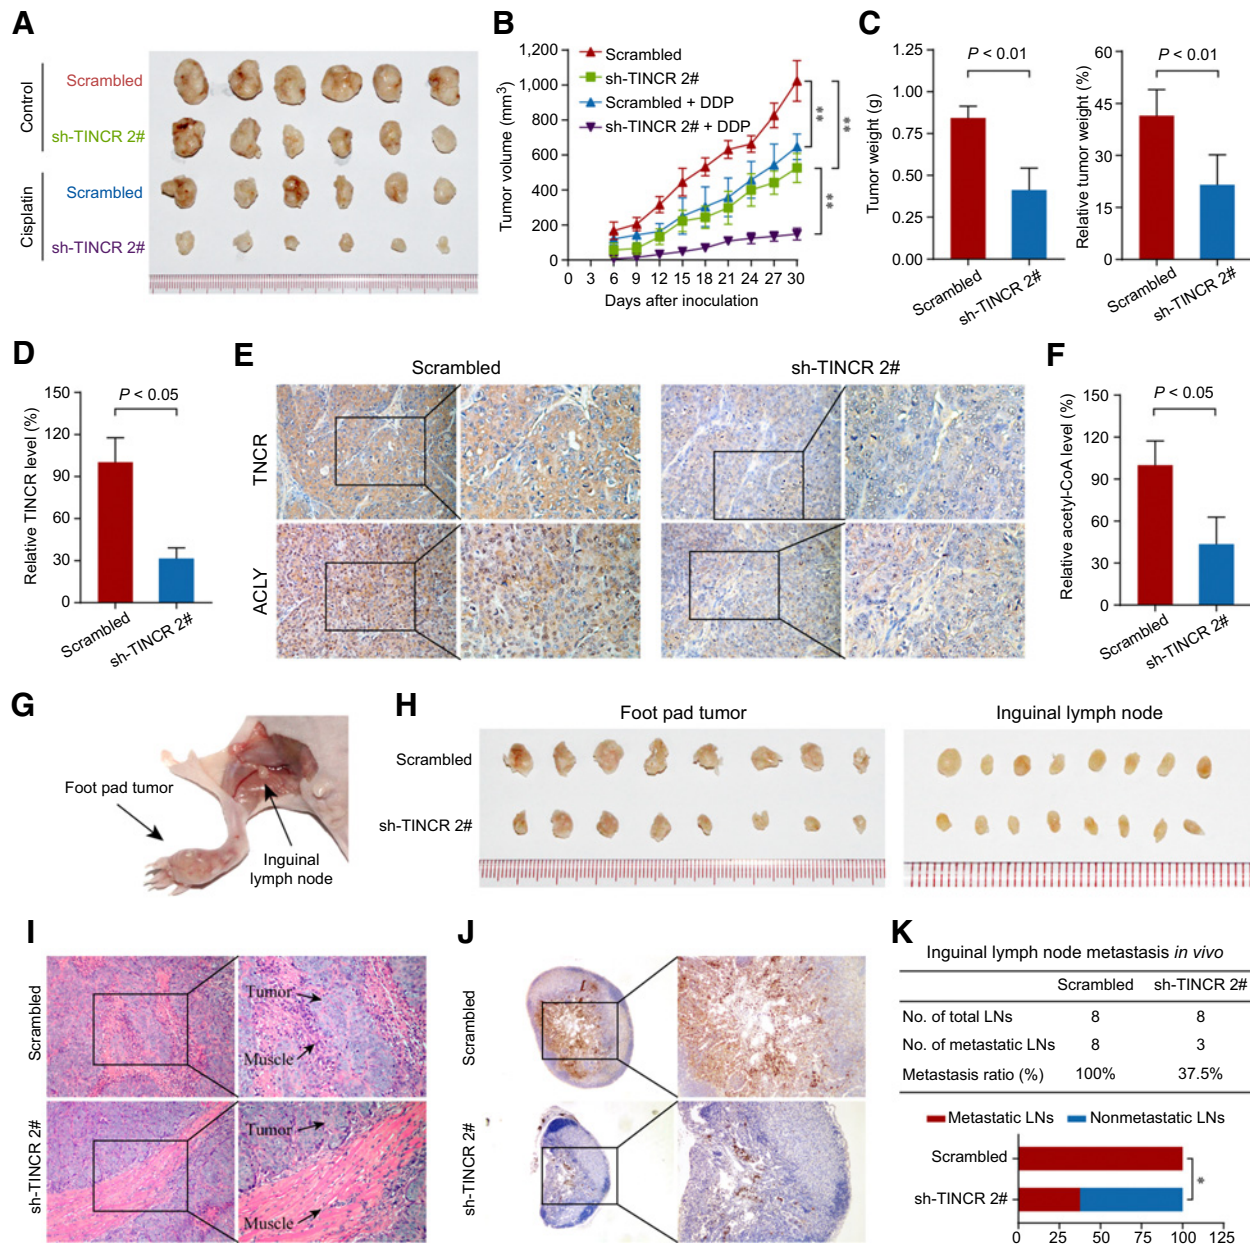 A
Control
Cisplatin
Scrambled
sh-TINCR 2#
Scrambled
sh-TINCR 2#
B
Tumor volume (mm3)
1,200
1,000
800
600
400
200
0
Scrambled
sh-TINCR 2#
Scrambled + DDP
sh-TINCR 2# + DDP
**
**
**
0 3 6 9 12 15 18 21 24 27 30
Days after inoculation
C
Tumor weight (g)
1.25
1.00
0.75
0.50
0.25
0.00
P < 0.01
Scrambled
sh-TINCR 2#
Relative tumor weight (%)
60
45
30
15
0
P < 0.01
Scrambled
sh-TINCR 2#
D
Relative TINCR level (%)
150
120
90
60
30
0
P < 0.05
Scrambled
sh-TINCR 2#
E
Scrambled
sh-TINCR 2#
TNCR
ACLY
F
Relative acetyl-CoA level (%)
150
120
90
60
30
0
P < 0.05
Scrambled
sh-TINCR 2#
G
Foot pad tumor
Inguinal
lymph node
H
Foot pad tumor
Inguinal lymph node
Scrambled
sh-TINCR 2#
I
Scrambled
sh-TINCR 2#
Tumor
Muscle
Tumor
Muscle
J
Scrambled
sh-TINCR 2#
K
Inguinal lymph node metastasis in vivo
Scrambled sh-TINCR 2#
No. of total LNs 8 8
No. of metastatic LNs 8 3
Metastasis ratio (%) 100% 37.5%
Metastatic LNs Nonmetastatic LNs
Scrambled
sh-TINCR 2#
*
0 25 50 75 100 125